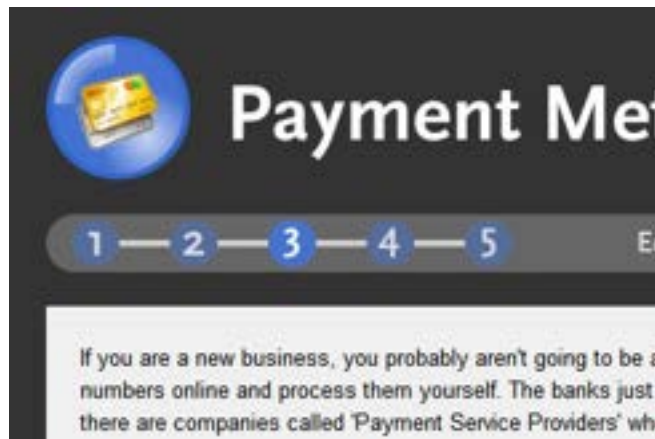 Payment Met
1 2 3 4 5
If you are a new business, you probably aren't going to be a
numbers online and process them yourself. The banks just
there are companies called 'Payment Service Providers' wh